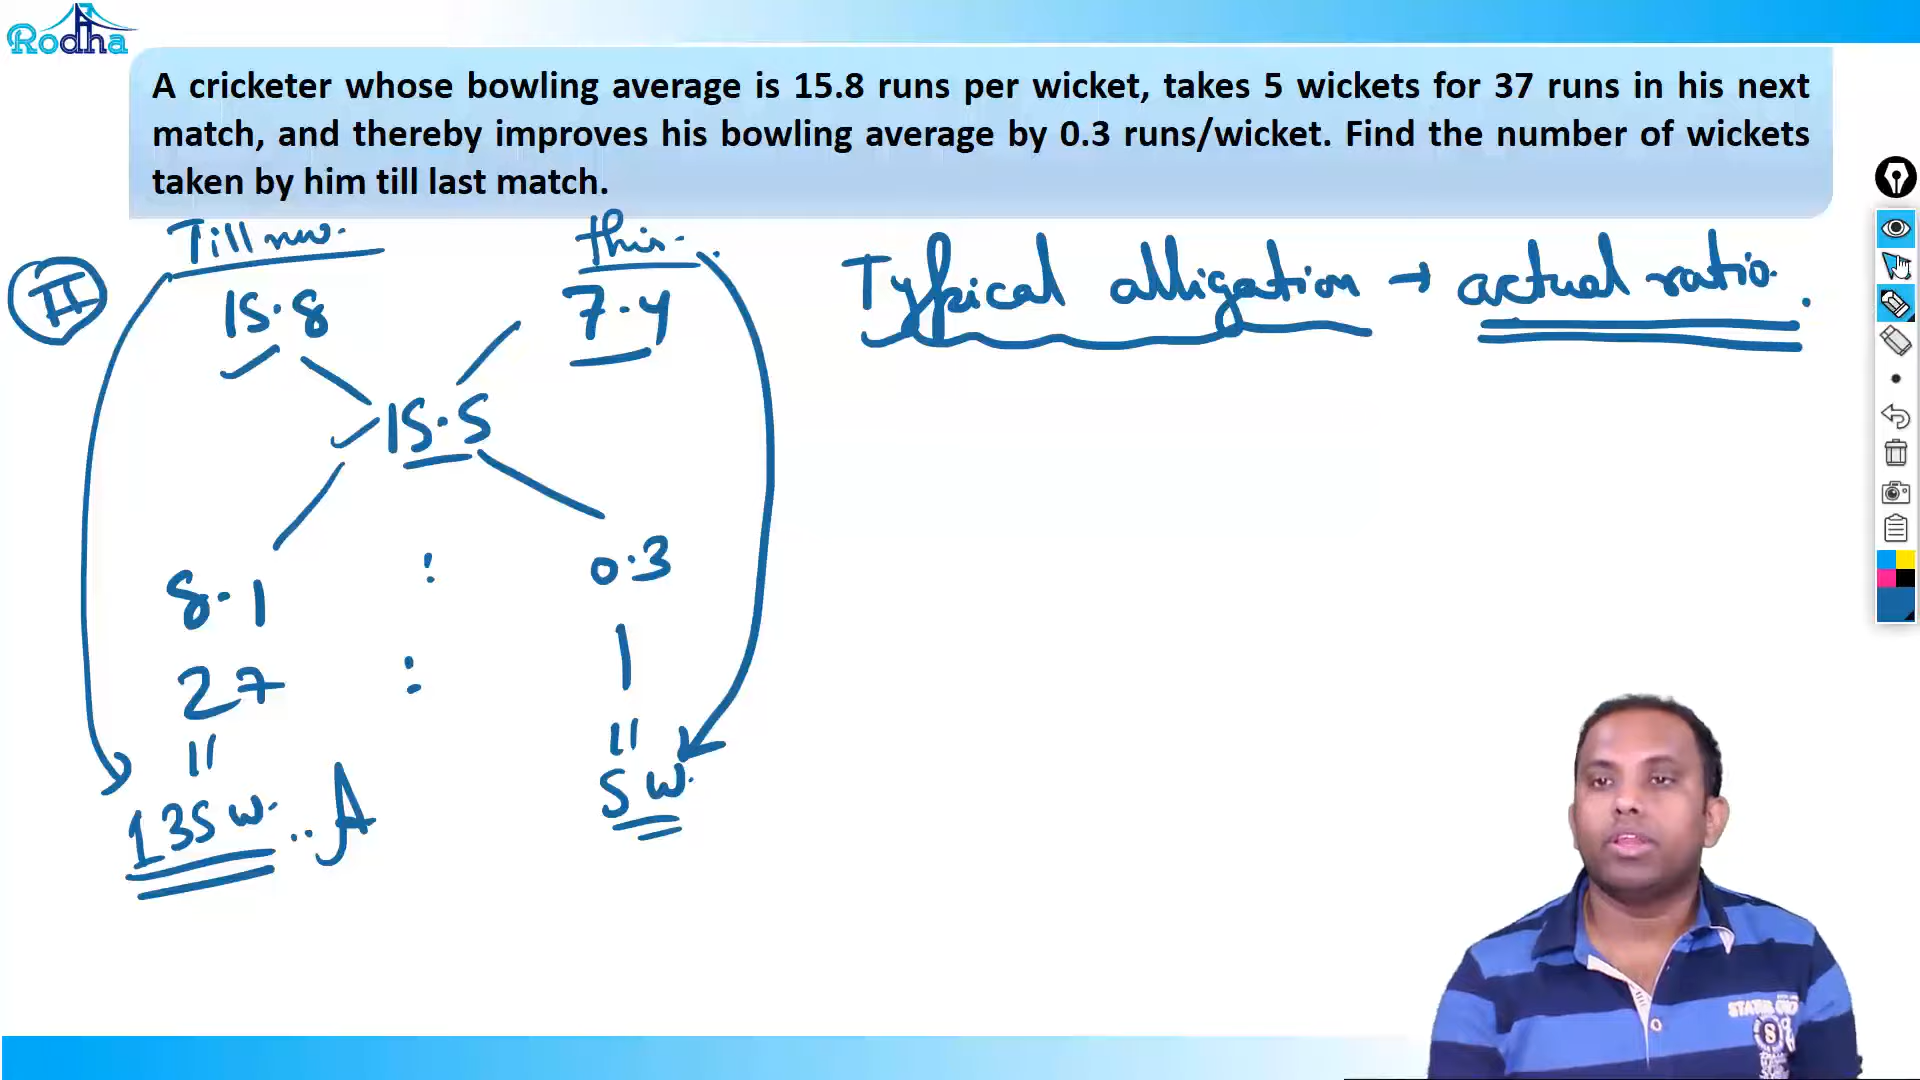 Rodha
A cricketer whose bowling average is 15.8 runs per wicket, takes 5 wickets for 37 runs in his next
match, and thereby improves his bowling average by 0.3 runs/wicket. Find the number of wickets
taken by him till last match.
Till now.
this.
II
15.8
7.4
Typical alligation → actual ratio.
15.5
8.1 : 0.3
27 : 1
||
||
135 w. .. A
5 w.